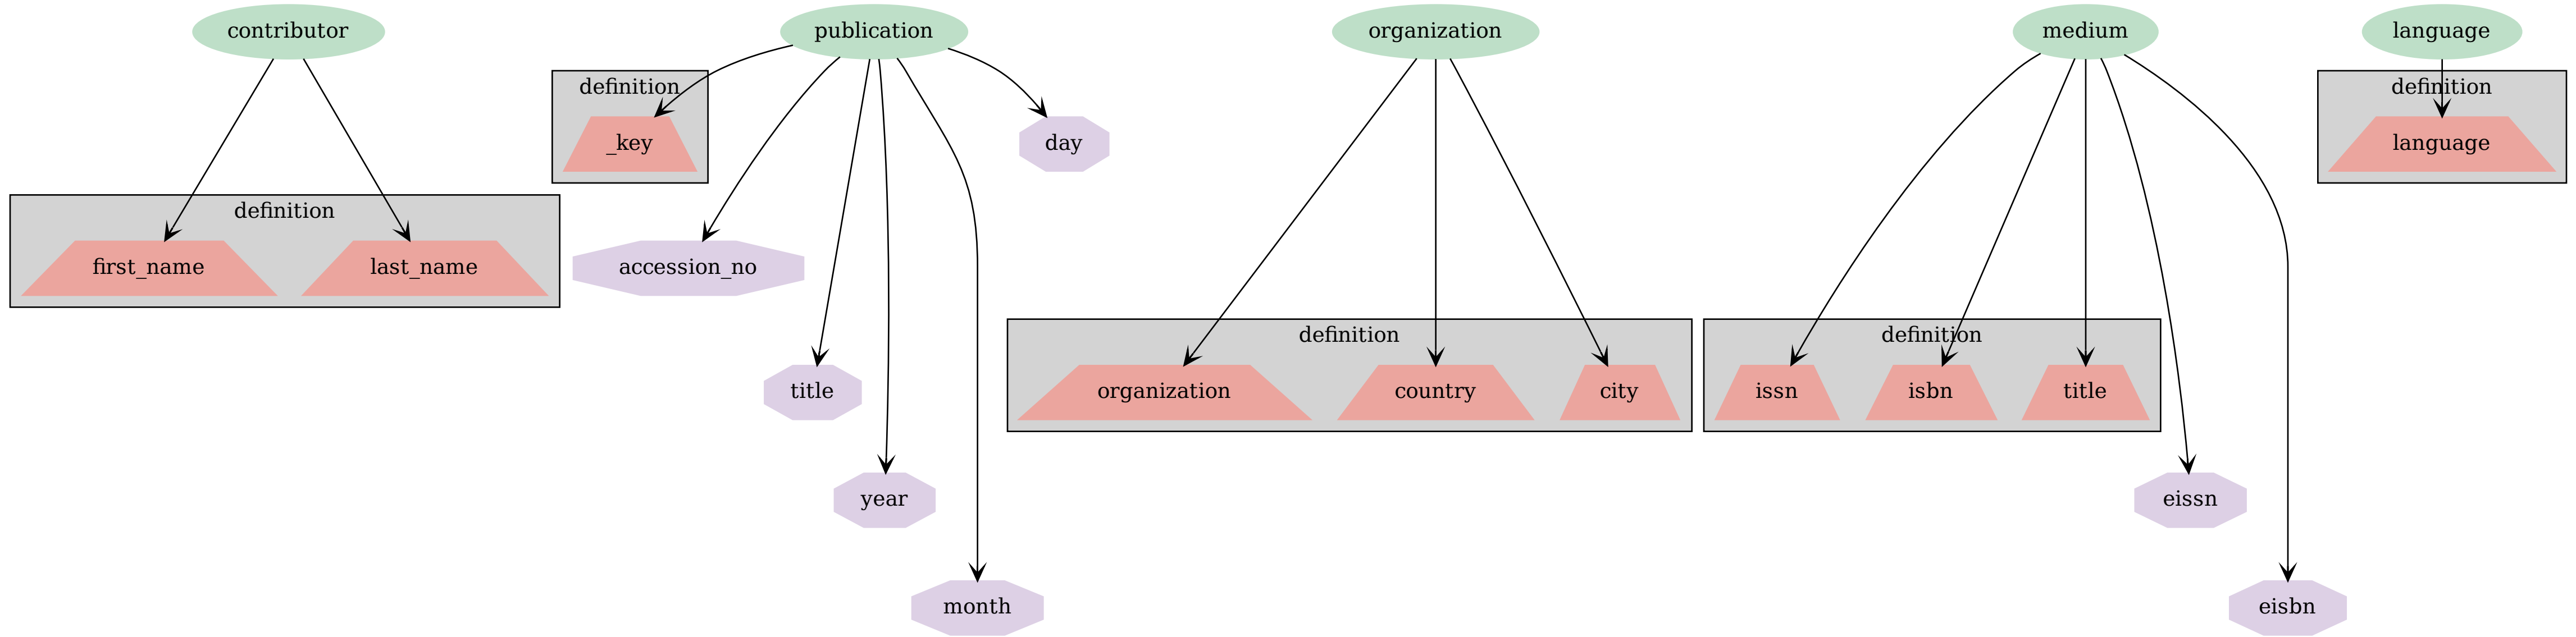 contributor
publication
organization
medium
language
definition
definition
_key
day
language
definition
first_name
last_name
accession_no
definition
definition
title
organization
country
city
issn
isbn
title
year
eissn
month
eisbn